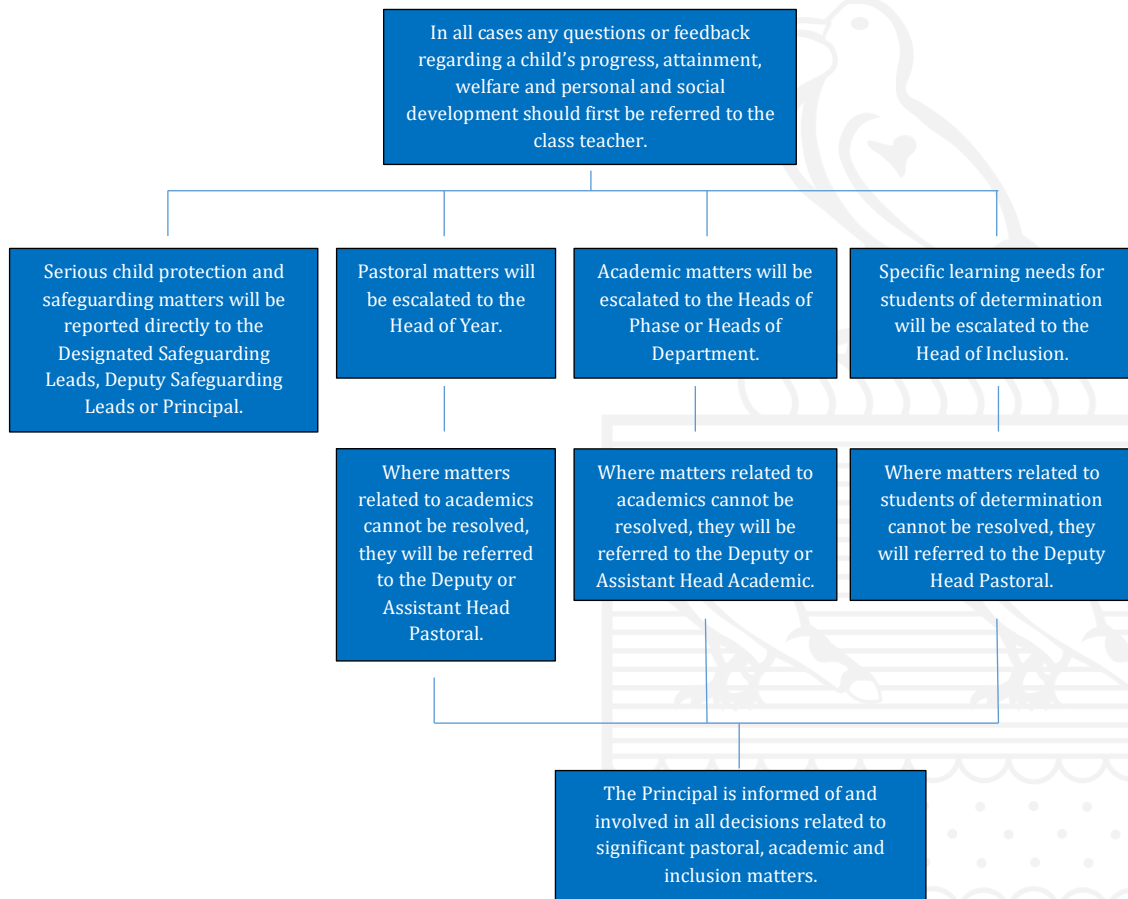 In all cases any questions or feedback
regarding a child’s progress, attainment,
welfare and personal and social
development should first be referred to the
class teacher.
Serious child protection and
safeguarding matters will be
reported directly to the
Designated Safeguarding
Leads, Deputy Safeguarding
Leads or Principal.
Pastoral matters will
be escalated to the
Head of Year.
Academic matters will be
escalated to the Heads of
Phase or Heads of
Department.
Specific learning needs for
students of determination
will be escalated to the
Head of Inclusion.
Where matters
related to academics
cannot be resolved,
they will be referred
to the Deputy or
Assistant Head
Pastoral.
Where matters related to
academics cannot be
resolved, they will be
referred to the Deputy or
Assistant Head Academic.
Where matters related to
students of determination
cannot be resolved, they
will referred to the Deputy
Head Pastoral.
The Principal is informed of and
involved in all decisions related to
significant pastoral, academic and
inclusion matters.